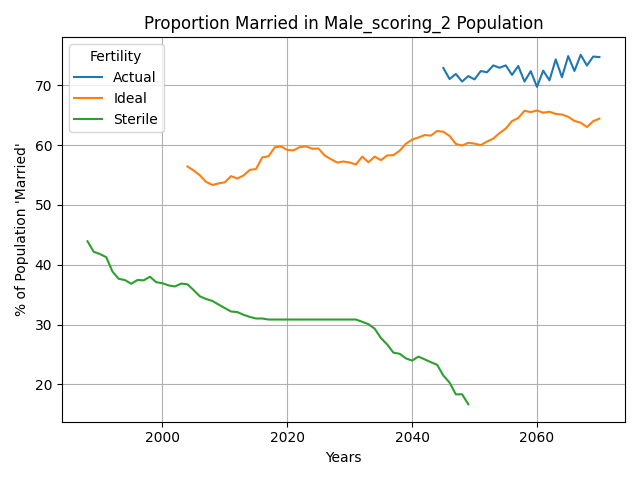 Proportion Married in Male_scoring_2 Population
Fertility
Actual
Ideal
Sterile
% of Population 'Married'
70
60
50
40
30
20
2000
2020
2040
2060
Years